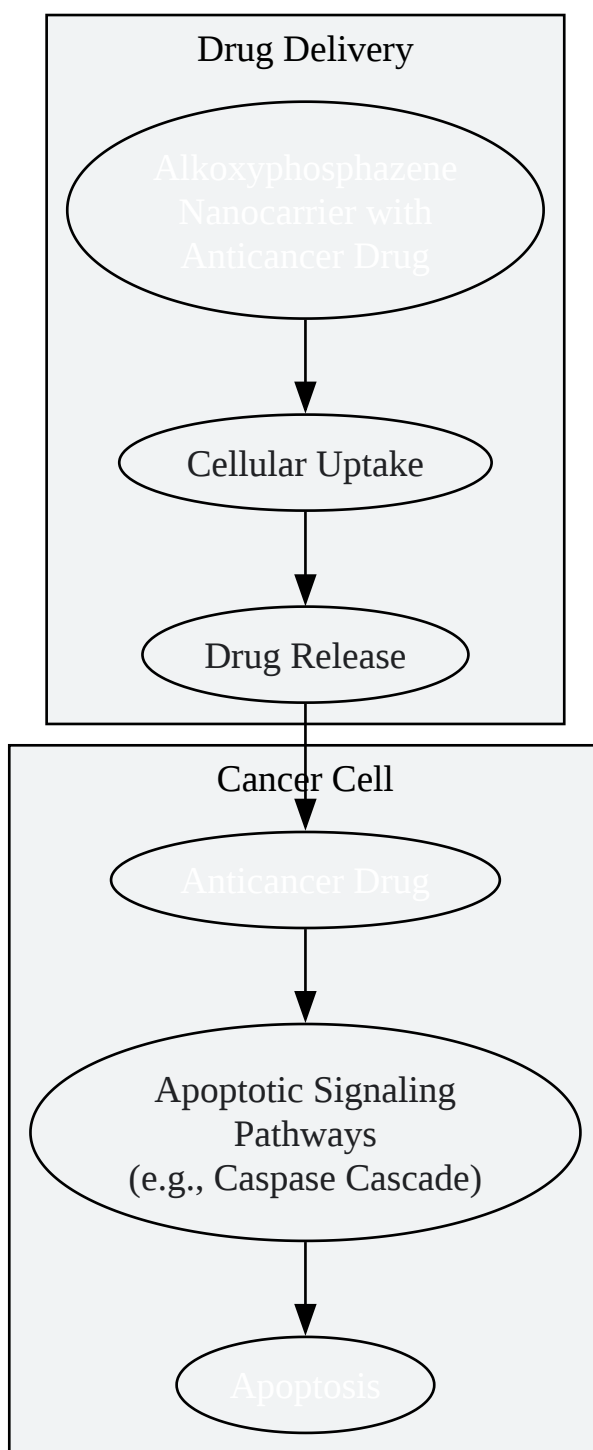 Drug Delivery
Alkoxyphosphazene
Nanocarrier with
Anticancer Drug
Cellular Uptake
Drug Release
Cancer Cell
Anticancer Drug
Apoptotic Signaling
Pathways
(e.g., Caspase Cascade)
Apoptosis